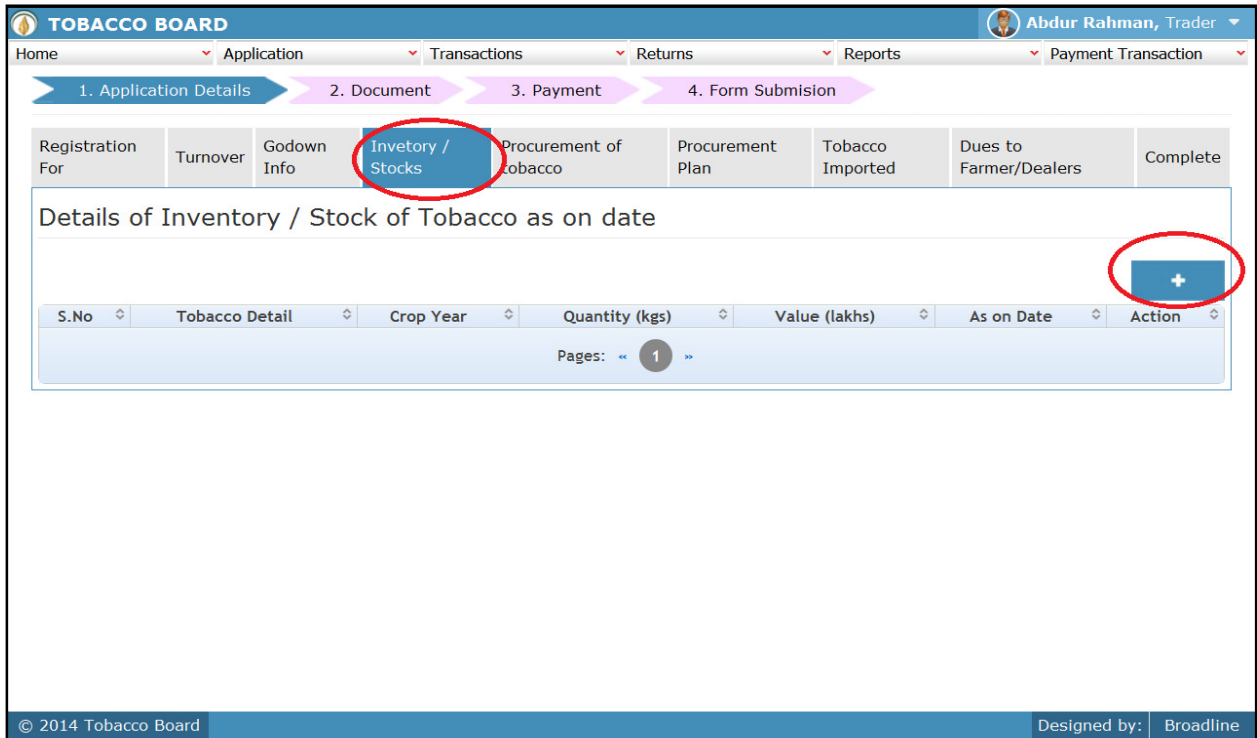 TOBACCO BOARD
Abdur Rahman, Trader
Home Application Transactions Returns Reports Payment Transaction
1. Application Details 2. Document 3. Payment 4. Form Submision
Registration For Turnover Godown Info Invetory / Stocks Procurement of tobacco Procurement Plan Tobacco Imported Dues to Farmer/Dealers Complete
Details of Inventory / Stock of Tobacco as on date
+
S.No Tobacco Detail Crop Year Quantity (kgs) Value (lakhs) As on Date Action
Pages: « 1 »
© 2014 Tobacco Board Designed by: Broadline